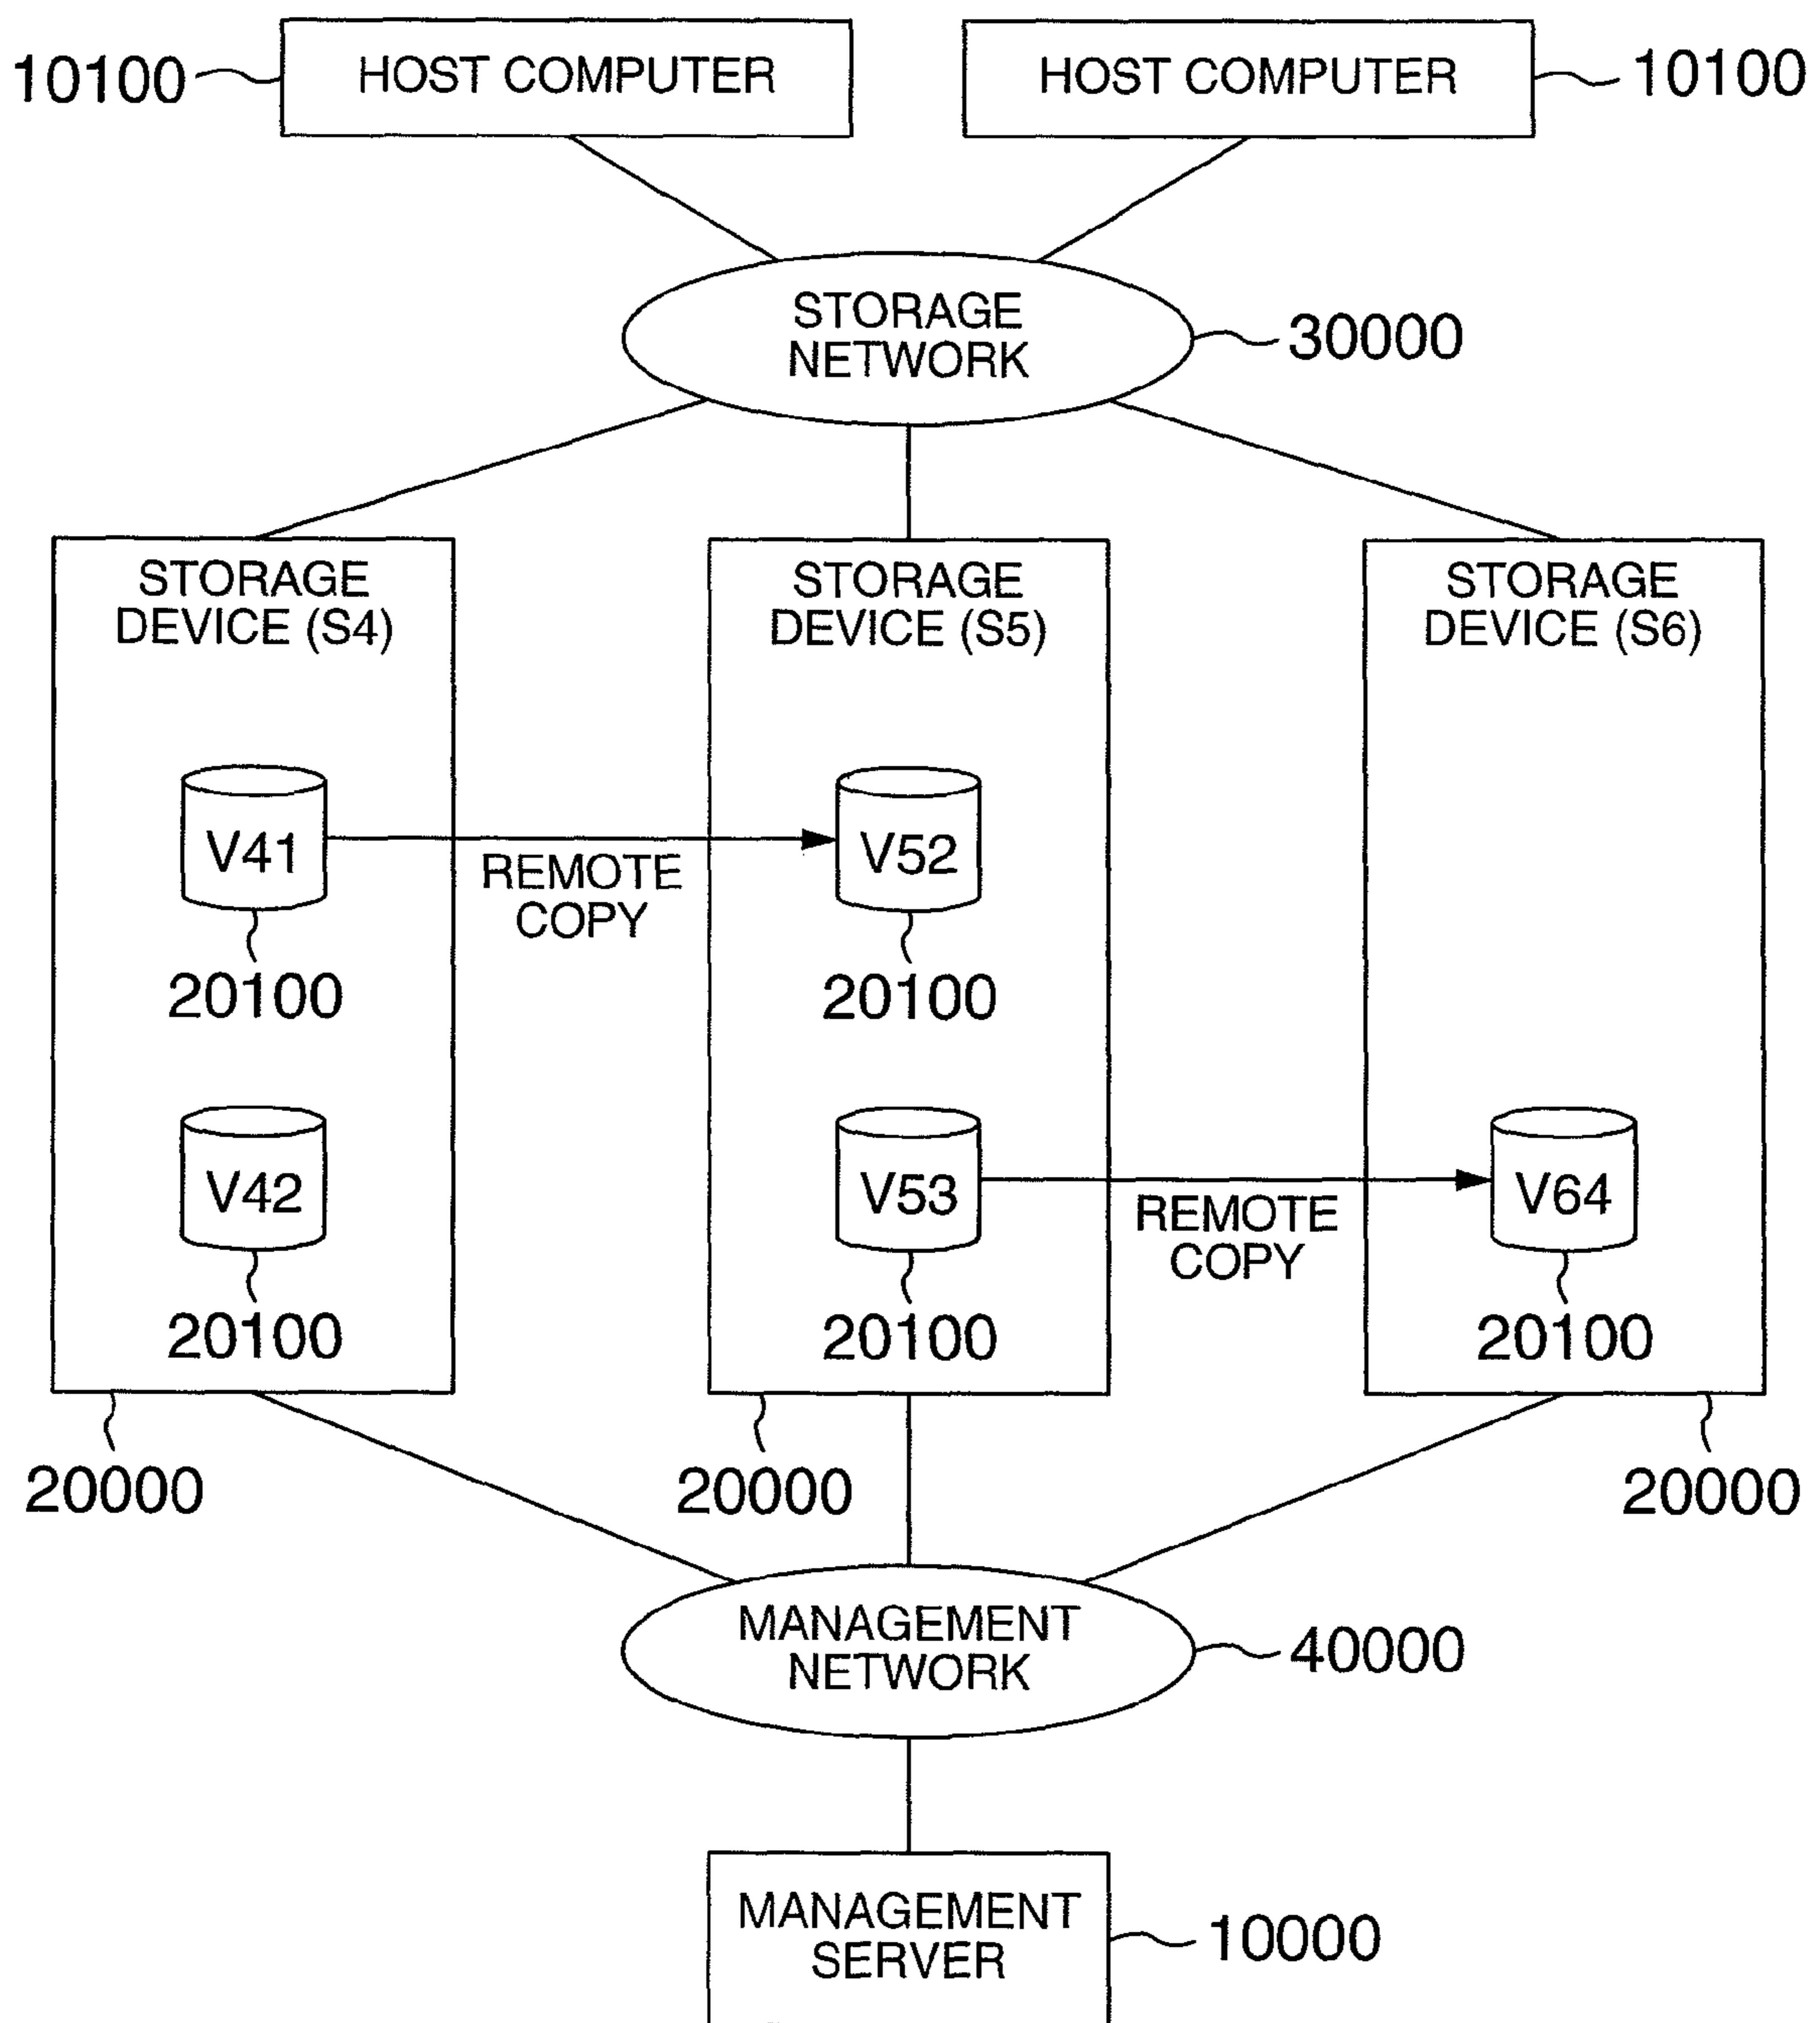 10100 HOST COMPUTER HOST COMPUTER 10100
STORAGE
NETWORK
30000
STORAGE
DEVICE (S4)
STORAGE
DEVICE (S5)
STORAGE
DEVICE (S6)
V41
REMOTE
COPY
V52
20100
20100
V42
V53
REMOTE
COPY
V64
20100
20100
20100
20000
20000
20000
MANAGEMENT
NETWORK
40000
MANAGEMENT
SERVER
10000